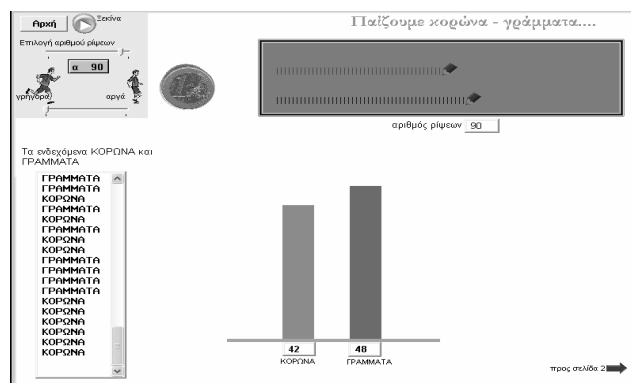 Αρχή
Ξεκίνα
Παίζουμε κορώνα - γράμματα....
Επιλογή αριθμού ρίψεων
α 90
γρήγορα
αργά
αριθμός ρίψεων 90
Τα ενδεχόμενα ΚΟΡΩΝΑ και
ΓΡΑΜΜΑΤΑ
ΓΡΑΜΜΑΤΑ
ΓΡΑΜΜΑΤΑ
ΚΟΡΩΝΑ
ΓΡΑΜΜΑΤΑ
ΚΟΡΩΝΑ
ΓΡΑΜΜΑΤΑ
ΚΟΡΩΝΑ
ΚΟΡΩΝΑ
ΓΡΑΜΜΑΤΑ
ΓΡΑΜΜΑΤΑ
ΓΡΑΜΜΑΤΑ
ΓΡΑΜΜΑΤΑ
ΚΟΡΩΝΑ
ΚΟΡΩΝΑ
ΚΟΡΩΝΑ
ΚΟΡΩΝΑ
ΚΟΡΩΝΑ
ΚΟΡΩΝΑ
42 48
ΚΟΡΩΝΑ ΓΡΑΜΜΑΤΑ
προς σελίδα 2